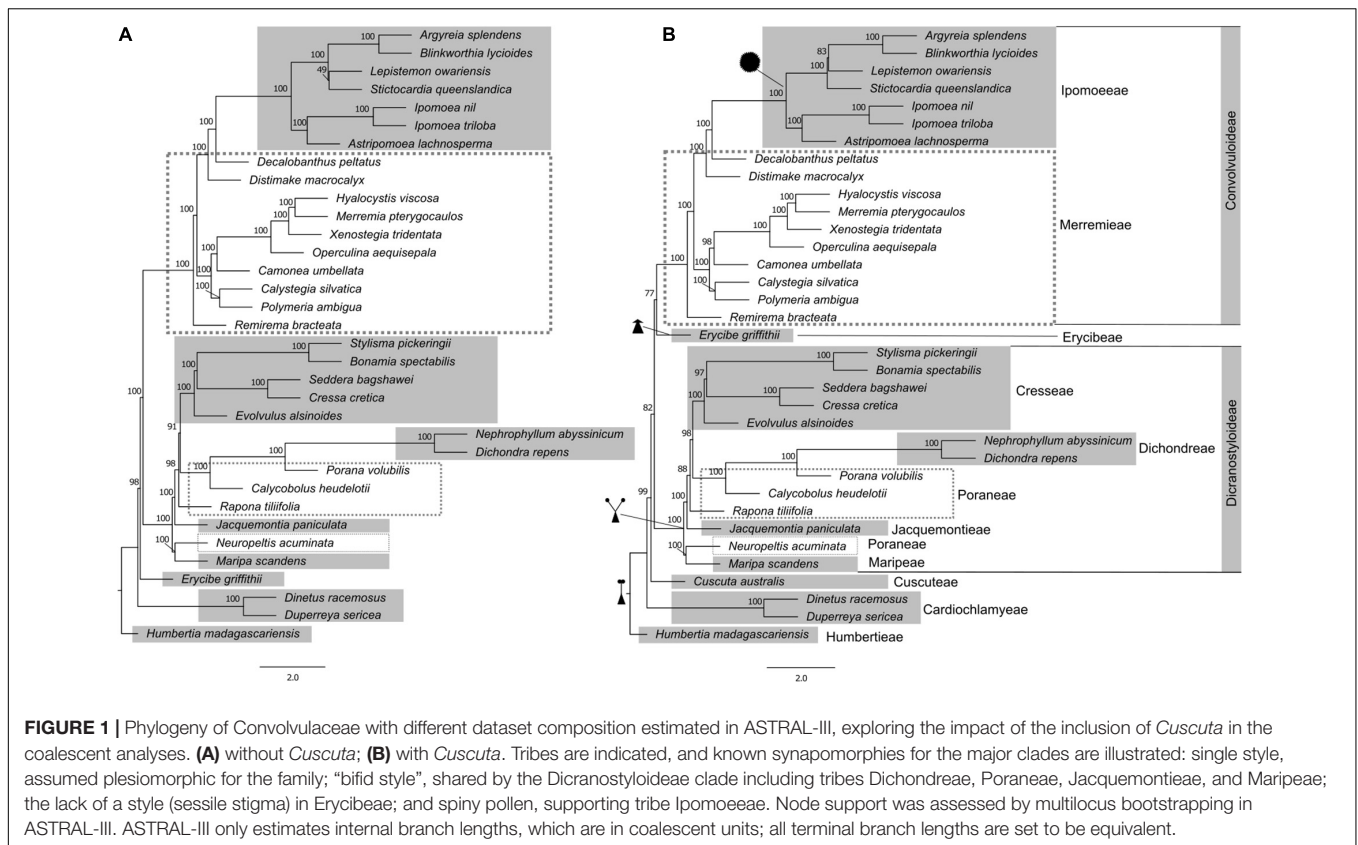 A
100
Argyreia splendens
Blinkworthia lycioides
100
49
Lepistemon owariensis
Stictocardia queenslandica
100
100
Ipomoea nil
Ipomoea triloba
100
100
Astripomoea lachnosperma
100
Decalobanthus peltatus
100
Distimake macrocalyx
100
Hyalocystis viscosa
100
Merremia pterygocaulos
100
Xenostegia tridentata
100
Operculina aequisepala
100
Camonea umbellata
100
100
Calystegia silvatica
100
Polymeria ambigua
Remirema bracteata
100
Stylisma pickeringii
Bonamia spectabilis
100
100
Seddera bagshawei
Cressa cretica
100
Evolvulus alsinoides
91
100
Nephrophyllum abyssinicum
Dichondra repens
100
100
Porana volubilis
98
Calycobolus heudelotii
Rapona tiliifolia
100
Jacquemontia paniculata
98
100
Neuropeltis acuminata
Maripa scandens
Erycibe griffithii
100
Dinetus racemosus
Duperreya sericea
Humbertia madagascariensis
2.0
B
100
Argyreia splendens
Blinkworthia lycioides
83
100
Lepistemon owariensis
Stictocardia queenslandica
100
100
Ipomoea nil
Ipomoea triloba
100
100
Astripomoea lachnosperma
Ipomoeeae
100
Decalobanthus peltatus
100
Distimake macrocalyx
100
Hyalocystis viscosa
100
Merremia pterygocaulos
100
Xenostegia tridentata
100
Operculina aequisepala
98
Camonea umbellata
100
100
Calystegia silvatica
100
Polymeria ambigua
Remirema bracteata
Merremieae
Convolvuloideae
77
Erycibe griffithii
Erycibeae
100
Stylisma pickeringii
Bonamia spectabilis
97
100
Seddera bagshawei
Cressa cretica
100
Evolvulus alsinoides
Cresseae
82
98
100
Nephrophyllum abyssinicum
Dichondra repens
Dichondreae
100
100
Porana volubilis
88
Calycobolus heudelotii
Rapona tiliifolia
Poraneae
Dicranostyloideae
99
100
100
Jacquemontia paniculata
Jacquemontieae
100
Neuropeltis acuminata
Poraneae
Maripa scandens
Maripeae
Cuscuta australis
Cuscuteae
100
Dinetus racemosus
Duperreya sericea
Cardiochlamyeae
Humbertia madagascariensis
Humbertieae
2.0
FIGURE 1 | Phylogeny of Convolvulaceae with different dataset composition estimated in ASTRAL-III, exploring the impact of the inclusion of Cuscuta in the
coalescent analyses. (A) without Cuscuta; (B) with Cuscuta. Tribes are indicated, and known synapomorphies for the major clades are illustrated: single style,
assumed plesiomorphic for the family; “bifid style”, shared by the Dicranostyloideae clade including tribes Dichondreae, Poraneae, Jacquemontieae, and Maripeae;
the lack of a style (sessile stigma) in Erycibeae; and spiny pollen, supporting tribe Ipomoeeae. Node support was assessed by multilocus bootstrapping in
ASTRAL-III. ASTRAL-III only estimates internal branch lengths, which are in coalescent units; all terminal branch lengths are set to be equivalent.